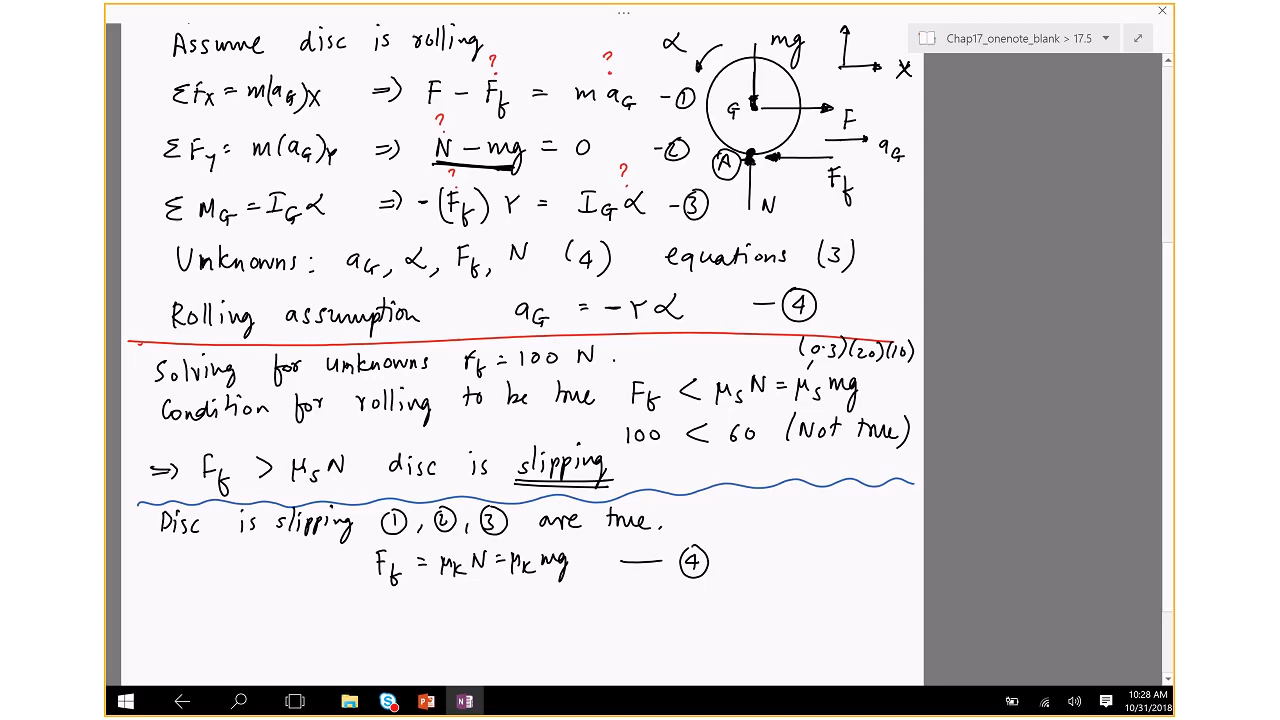 Assume disc is rolling
ΣFx = m(aG)x ⇒ F - Ff = m aG - ①
? ?
ΣFy = m(aG)y ⇒ N - mg = 0 - ②
?
ΣMG = IG α ⇒ -(Ff) r = IG α - ③
? ?
Unknowns: aG, α, Ff, N (4) equations (3)
Rolling assumption aG = -rα — ④
α mg
G F
aG
A Ff
N
X
Solving for unknowns Ff = 100 N.
(0.3)(20)(10)
Condition for rolling to be true Ff < μs N = μs mg
100 < 60 (Not true)
⇒ Ff > μs N disc is slipping
Disc is slipping ①, ②, ③ are true.
Ff = μk N = μk mg — ④
Chap17_onenote_blank > 17.5
10:28 AM
10/31/2018